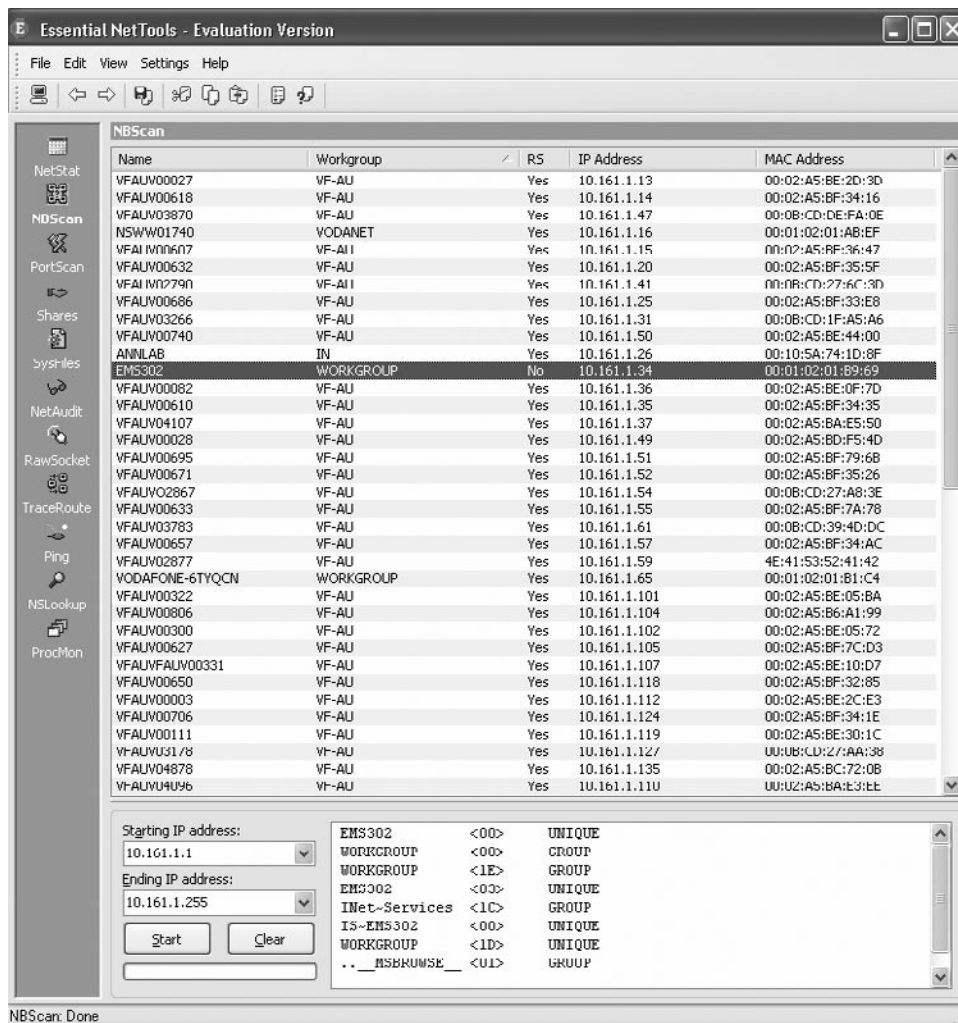 Essential NetTools - Evaluation Version
File Edit View Settings Help
NetStat
NBScan
PortScan
Shares
SysFiles
NetAudit
RawSocket
TraceRoute
Ping
NSLookup
ProcMon
NBScan
Name Workgroup RS IP Address MAC Address
VFAUV00027 VF-AU Yes 10.161.1.13 00:02:A5:BE:2D:3D
VFAUV00618 VF-AU Yes 10.161.1.14 00:02:A5:BF:34:16
VFAUV03870 VF-AU Yes 10.161.1.47 00:0B:CD:DE:FA:0E
NSWW01740 VODANET Yes 10.161.1.16 00:01:02:01:AB:EF
VFAUV00607 VF-AU Yes 10.161.1.15 00:02:A5:BF:36:47
VFAUV00632 VF-AU Yes 10.161.1.20 00:02:A5:BF:35:5F
VFAUV02790 VF-AU Yes 10.161.1.41 00:0B:CD:27:6C:3D
VFAUV00686 VF-AU Yes 10.161.1.25 00:02:A5:BF:33:E8
VFAUV03266 VF-AU Yes 10.161.1.31 00:0B:CD:1F:A5:A6
VFAUV00740 VF-AU Yes 10.161.1.50 00:02:A5:BE:44:00
ANNLAB IN Yes 10.161.1.26 00:10:5A:74:1D:8F
EMS302 WORKGROUP No 10.161.1.34 00:01:02:01:B9:69
VFAUV00082 VF-AU Yes 10.161.1.36 00:02:A5:BE:0F:7D
VFAUV00610 VF-AU Yes 10.161.1.35 00:02:A5:BF:34:35
VFAUV04107 VF-AU Yes 10.161.1.37 00:02:A5:BA:E5:50
VFAUV00028 VF-AU Yes 10.161.1.49 00:02:A5:BD:F5:4D
VFAUV00695 VF-AU Yes 10.161.1.51 00:02:A5:BF:79:6B
VFAUV00671 VF-AU Yes 10.161.1.52 00:02:A5:BF:35:26
VFAUVO2867 VF-AU Yes 10.161.1.54 00:0B:CD:27:A8:3E
VFAUV00633 VF-AU Yes 10.161.1.55 00:02:A5:BF:7A:78
VFAUV03783 VF-AU Yes 10.161.1.61 00:0B:CD:39:4D:DC
VFAUV00657 VF-AU Yes 10.161.1.57 00:02:A5:BF:34:AC
VFAUV02877 VF-AU Yes 10.161.1.59 4E:41:53:52:41:42
VODAFONE-6TYQCN WORKGROUP Yes 10.161.1.65 00:01:02:01:B1:C4
VFAUV00322 VF-AU Yes 10.161.1.101 00:02:A5:BE:05:BA
VFAUV00806 VF-AU Yes 10.161.1.104 00:02:A5:B6:A1:99
VFAUV00300 VF-AU Yes 10.161.1.102 00:02:A5:BE:05:72
VFAUV00627 VF-AU Yes 10.161.1.105 00:02:A5:BF:7C:D3
VFAUVFAUV00331 VF-AU Yes 10.161.1.107 00:02:A5:BE:10:D7
VFAUV00650 VF-AU Yes 10.161.1.118 00:02:A5:BF:32:85
VFAUV00003 VF-AU Yes 10.161.1.112 00:02:A5:BE:2C:E3
VFAUV00706 VF-AU Yes 10.161.1.124 00:02:A5:BF:34:1E
VFAUV00111 VF-AU Yes 10.161.1.119 00:02:A5:BE:30:1C
VFAUV03178 VF-AU Yes 10.161.1.127 00:0B:CD:27:AA:38
VFAUV04878 VF-AU Yes 10.161.1.135 00:02:A5:BC:72:0B
VFAUV04096 VF-AU Yes 10.161.1.110 00:02:A5:BA:E3:EE
Starting IP address:
10.161.1.1
Ending IP address:
10.161.1.255
Start Clear
EMS302 <00> UNIQUE
WORKGROUP <00> GROUP
WORKGROUP <1E> GROUP
EMS302 <03> UNIQUE
INet~Services <1C> GROUP
IS~EMS302 <00> UNIQUE
WORKGROUP <1D> UNIQUE
..__MSBROWSE__ <01> GROUP
NBScan: Done